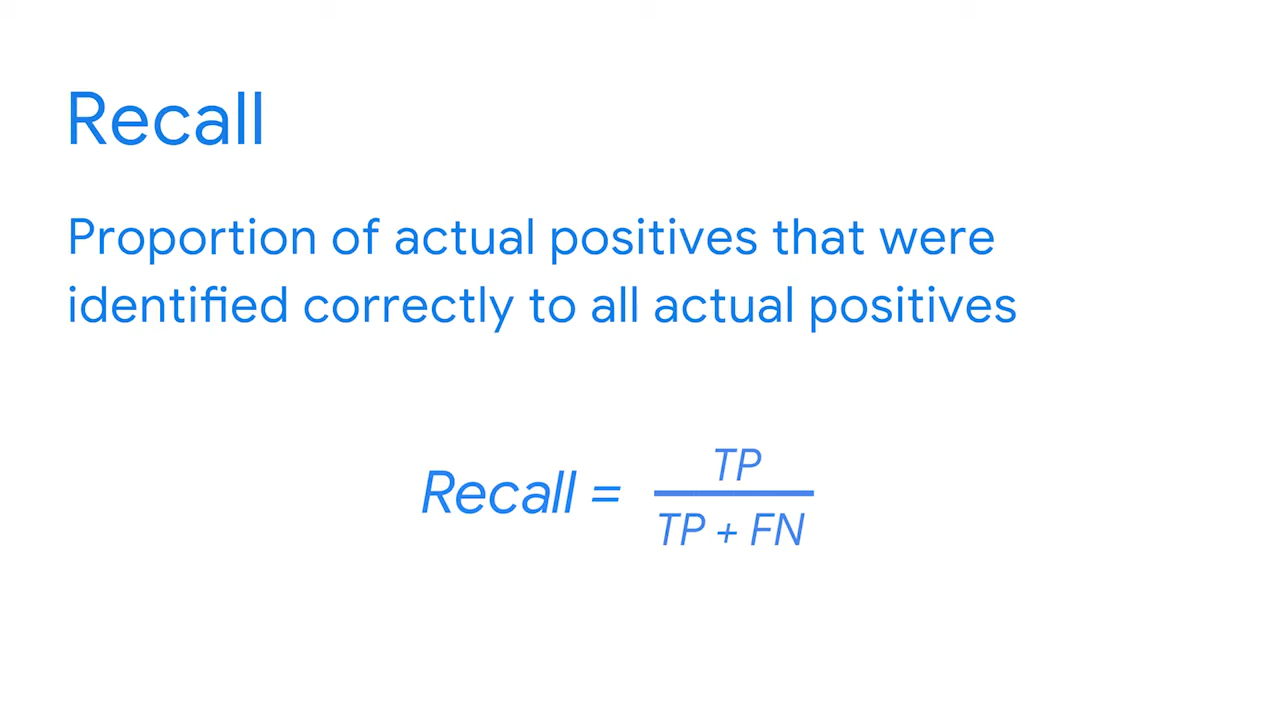 Recall
Proportion of actual positives that were
identified correctly to all actual positives
TP
Recall =
TP + FN